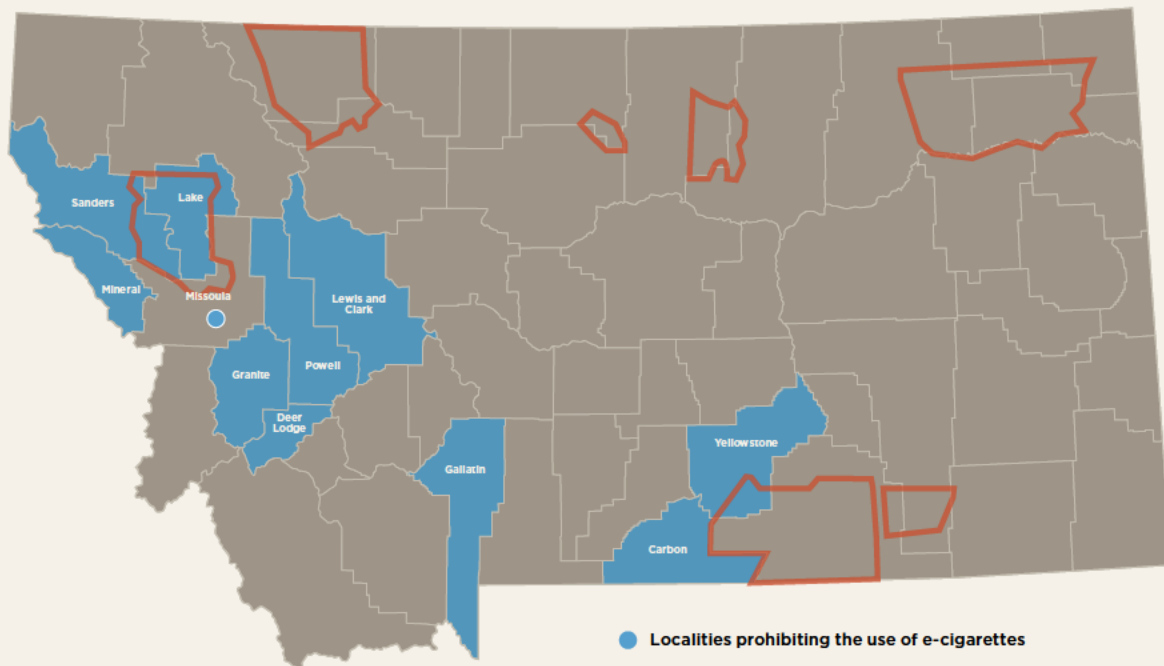 Lake
Sanders
Mineral
Missoula
Lewis and
Clark
Powell
Granite
Deer
Lodge
Yellowstone
Gallatin
Carbon
Localities prohibiting the use of e-cigarettes